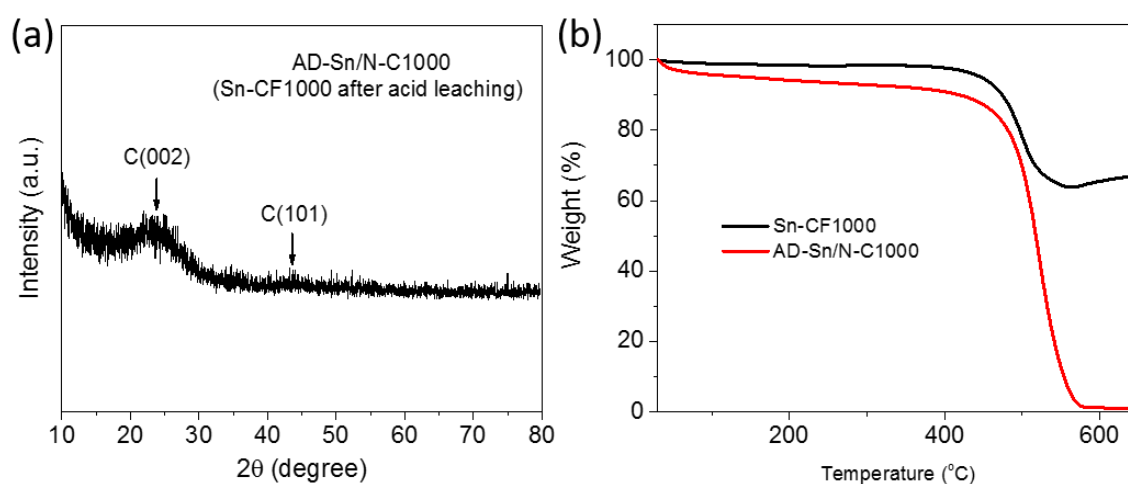 (a)
AD-Sn/N-C1000
(Sn-CF1000 after acid leaching)
C(002)
C(101)
Intensity (a.u.)
10 20 30 40 50 60 70 80
2θ (degree)
(b)
100
80
60
40
20
0
Weight (%)
Sn-CF1000
AD-Sn/N-C1000
200 400 600
Temperature (°C)